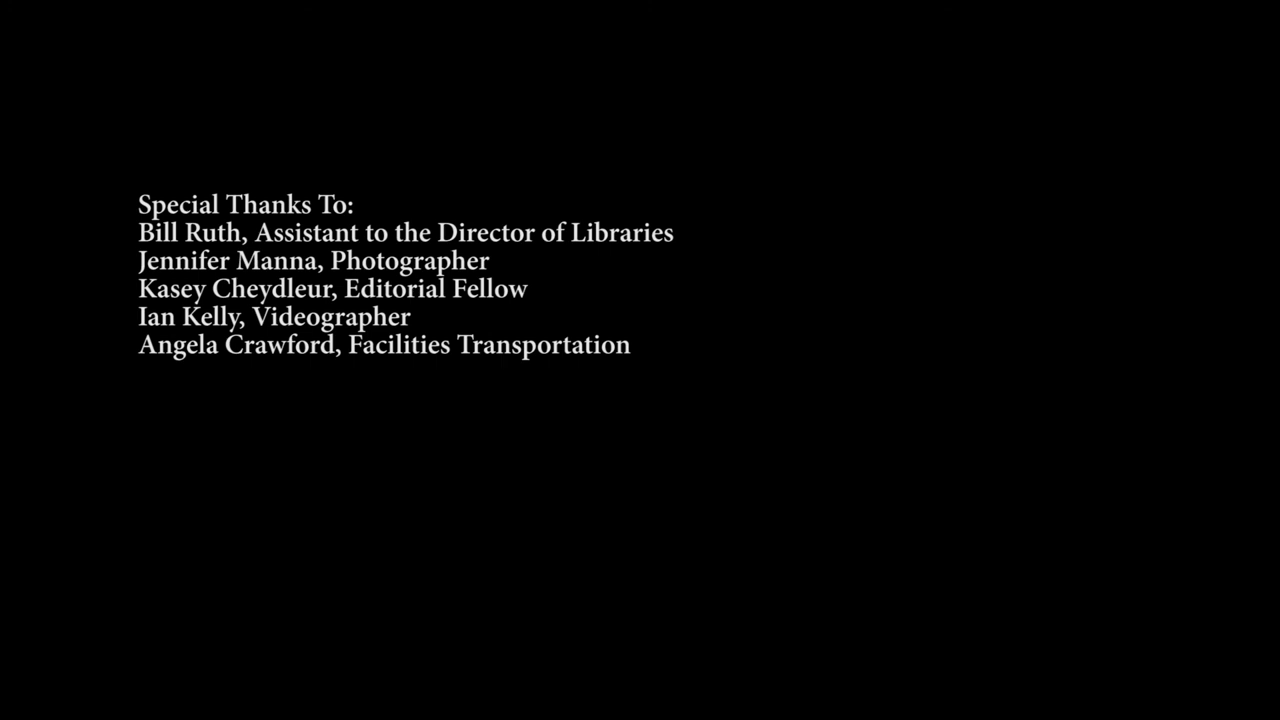 Special Thanks To:
Bill Ruth, Assistant to the Director of Libraries
Jennifer Manna, Photographer
Kasey Cheydleur, Editorial Fellow
Ian Kelly, Videographer
Angela Crawford, Facilities Transportation